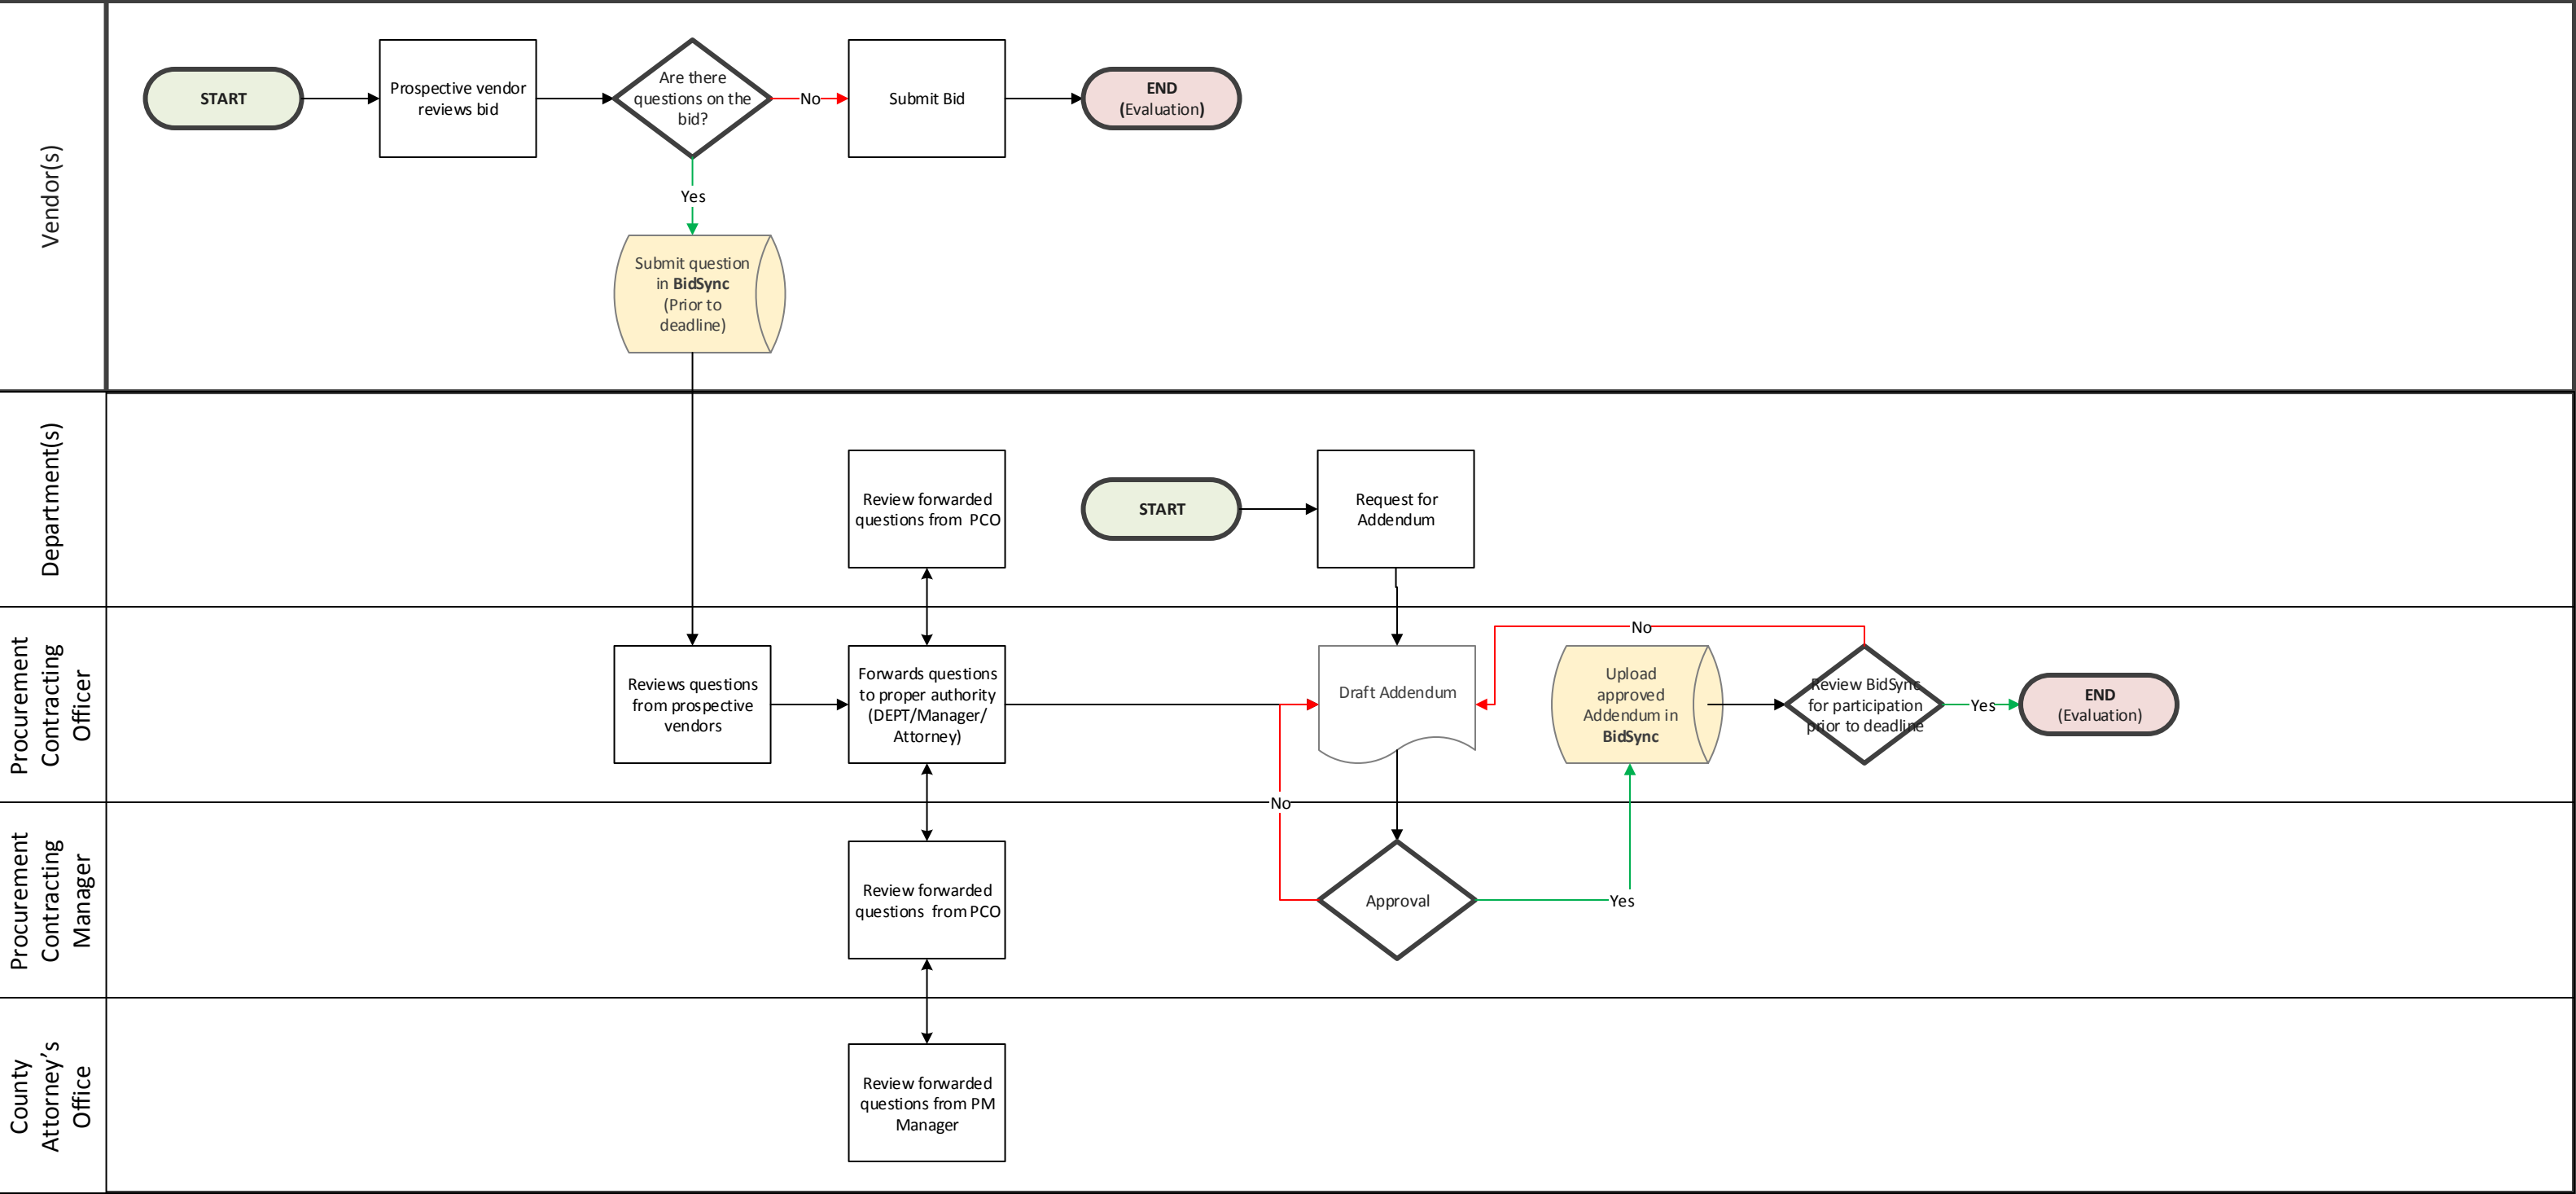 Vendor(s)
START
Prospective vendor
reviews bid
Are there
questions on the
bid?
No
Submit Bid
END
(Evaluation)
Yes
Submit question
in BidSync
(Prior to
deadline)
Department(s)
Review forwarded
questions from PCO
START
Request for
Addendum
Procurement
Contracting
Officer
Reviews questions
from prospective
vendors
Forwards questions
to proper authority
(DEPT/Manager/
Attorney)
Draft Addendum
No
Upload
approved
Addendum in
BidSync
Review BidSync
for participation
prior to deadline
Yes
END
(Evaluation)
No
Procurement
Contracting
Manager
Review forwarded
questions from PCO
Approval
Yes
County
Attorney’s
Office
Review forwarded
questions from PM
Manager